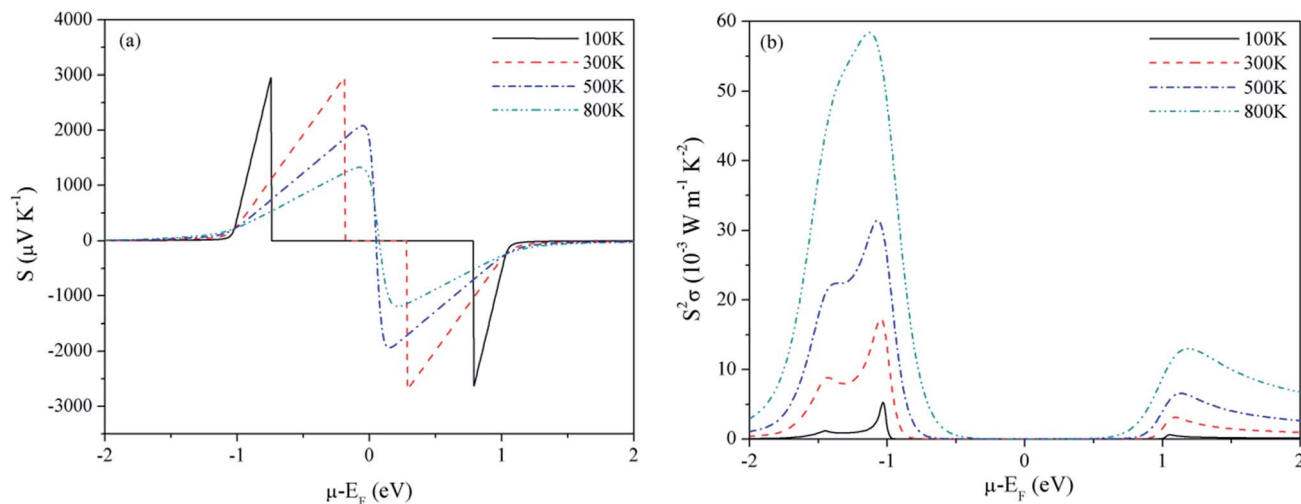 (a)
100K
300K
500K
800K
4000
3000
2000
1000
0
-1000
-2000
-3000
S (μV K⁻¹)
-2
-1
0
1
2
μ-E_F (eV)
(b)
100K
300K
500K
800K
60
50
40
30
20
10
0
S²σ (10⁻³ W m⁻¹ K⁻²)
-2
-1
0
1
2
μ-E_F (eV)